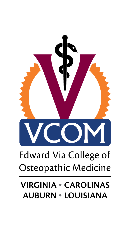 VCOM
Edward Via College of
Osteopathic Medicine
VIRGINIA • CAROLINAS
AUBURN • LOUISIANA